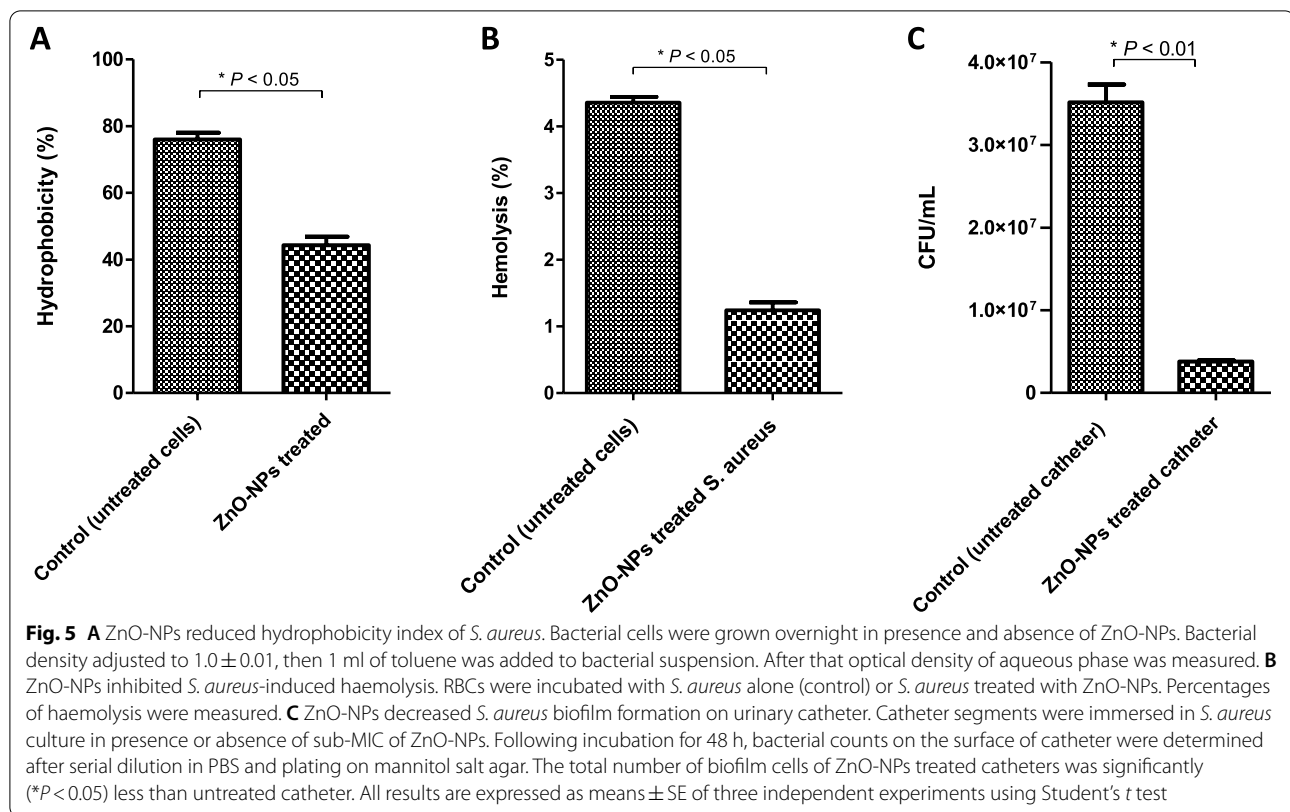 A
B
C
* P < 0.05
* P < 0.05
* P < 0.01
100
80
60
40
20
0
Hydrophobicity (%)
Control (untreated cells)
ZnO-NPs treated
5
4
3
2
1
0
Hemolysis (%)
Control (untreated cells)
ZnO-NPs treated S. aureus
4.0×10⁷
3.0×10⁷
2.0×10⁷
1.0×10⁷
0
CFU/mL
Control (untreated catheter)
ZnO-NPs treated catheter
Fig. 5 A ZnO-NPs reduced hydrophobicity index of S. aureus. Bacterial cells were grown overnight in presence and absence of ZnO-NPs. Bacterial
density adjusted to 1.0 ± 0.01, then 1 ml of toluene was added to bacterial suspension. After that optical density of aqueous phase was measured. B
ZnO-NPs inhibited S. aureus-induced haemolysis. RBCs were incubated with S. aureus alone (control) or S. aureus treated with ZnO-NPs. Percentages
of haemolysis were measured. C ZnO-NPs decreased S. aureus biofilm formation on urinary catheter. Catheter segments were immersed in S. aureus
culture in presence or absence of sub-MIC of ZnO-NPs. Following incubation for 48 h, bacterial counts on the surface of catheter were determined
after serial dilution in PBS and plating on mannitol salt agar. The total number of biofilm cells of ZnO-NPs treated catheters was significantly
(*P < 0.05) less than untreated catheter. All results are expressed as means ± SE of three independent experiments using Student's t test